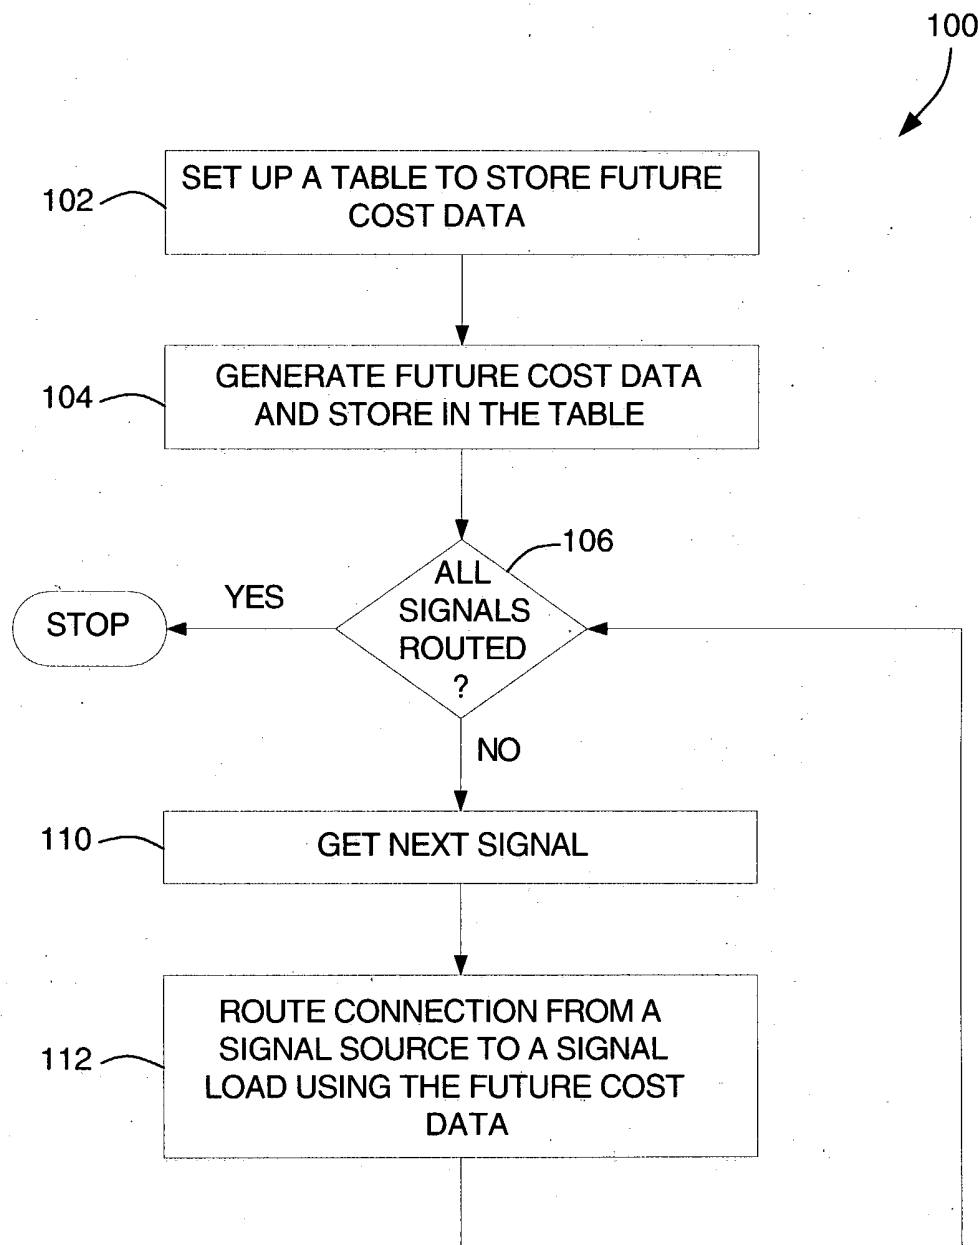 100
102
SET UP A TABLE TO STORE FUTURE
COST DATA
104
GENERATE FUTURE COST DATA
AND STORE IN THE TABLE
106
ALL
SIGNALS
ROUTED
?
YES
STOP
NO
110
GET NEXT SIGNAL
112
ROUTE CONNECTION FROM A
SIGNAL SOURCE TO A SIGNAL
LOAD USING THE FUTURE COST
DATA